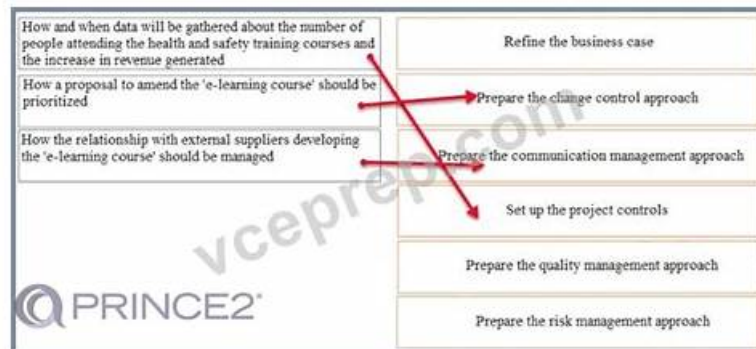 How and when data will be gathered about the number of
people attending the health and safety training courses and
the increase in revenue generated
How a proposal to amend the 'e-learning course' should be
prioritized
How the relationship with external suppliers developing
the 'e-learning course' should be managed
Refine the business case
Prepare the change control approach
Prepare the communication management approach
Set up the project controls
Prepare the quality management approach
Prepare the risk management approach
vceprep.com
PRINCE2®